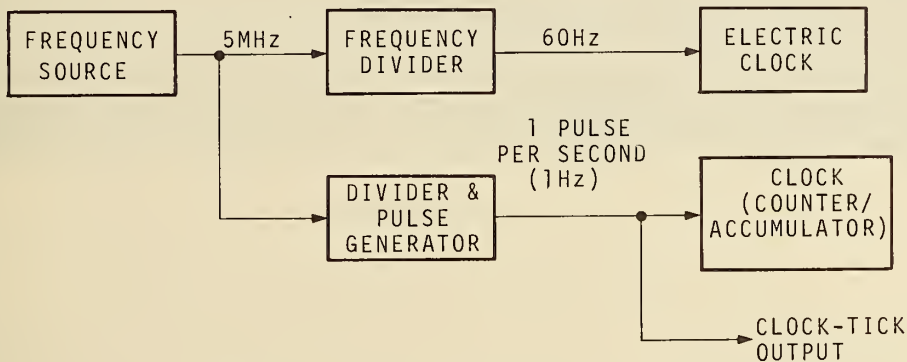 FREQUENCY
SOURCE
5MHz
FREQUENCY
DIVIDER
60Hz
ELECTRIC
CLOCK
1 PULSE
PER SECOND
(1Hz)
DIVIDER &
PULSE
GENERATOR
CLOCK
(COUNTER/
ACCUMULATOR)
CLOCK-TICK
OUTPUT